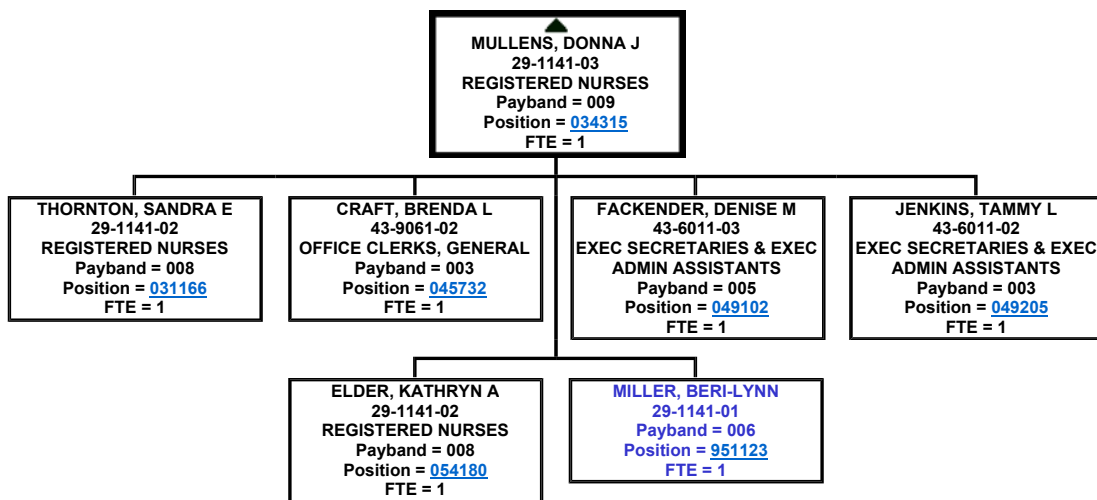 MULLENS, DONNA J
29-1141-03
REGISTERED NURSES
Payband = 009
Position = 034315
FTE = 1
THORNTON, SANDRA E
29-1141-02
REGISTERED NURSES
Payband = 008
Position = 031166
FTE = 1
CRAFT, BRENDA L
43-9061-02
OFFICE CLERKS, GENERAL
Payband = 003
Position = 045732
FTE = 1
FACKENDER, DENISE M
43-6011-03
EXEC SECRETARIES & EXEC
ADMIN ASSISTANTS
Payband = 005
Position = 049102
FTE = 1
JENKINS, TAMMY L
43-6011-02
EXEC SECRETARIES & EXEC
ADMIN ASSISTANTS
Payband = 003
Position = 049205
FTE = 1
ELDER, KATHRYN A
29-1141-02
REGISTERED NURSES
Payband = 008
Position = 054180
FTE = 1
MILLER, BERI-LYNN
29-1141-01
Payband = 006
Position = 951123
FTE = 1